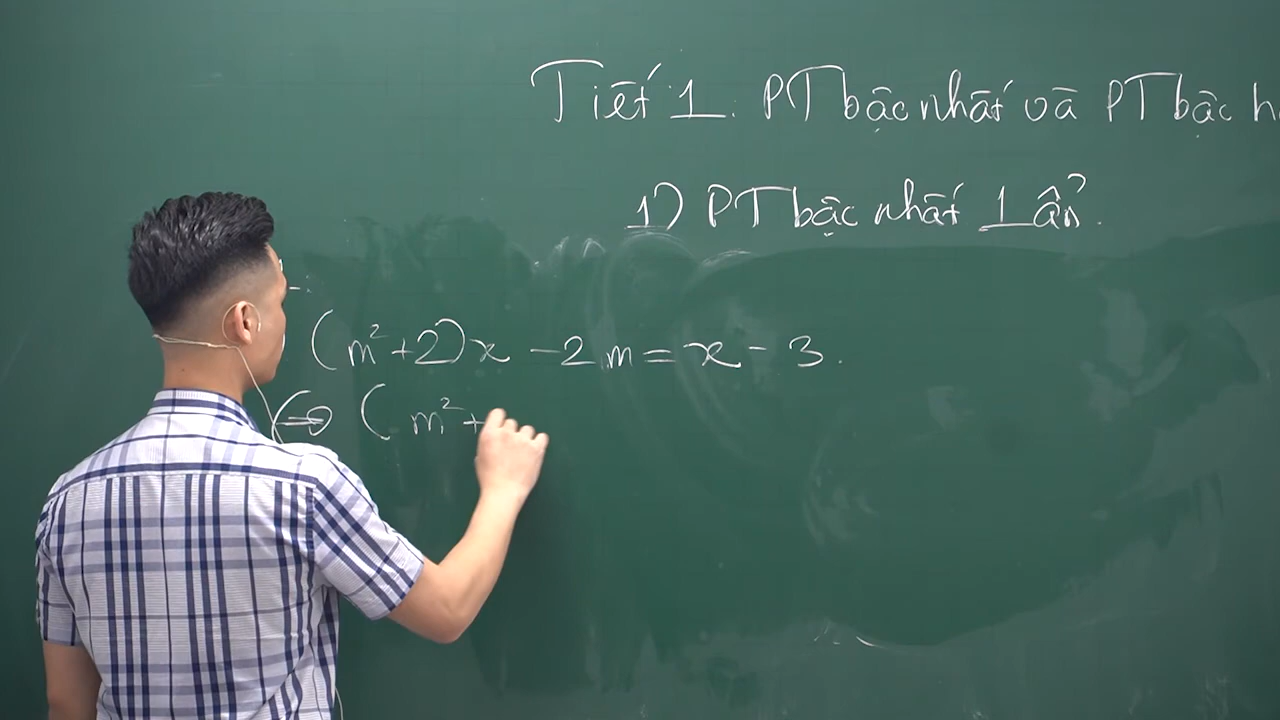 Tiết 1. PT bậc nhất và PT bậc h
1) PT bậc nhất 1 ẩn.
(m²+2)x - 2m = x - 3.
⇔ (m²+